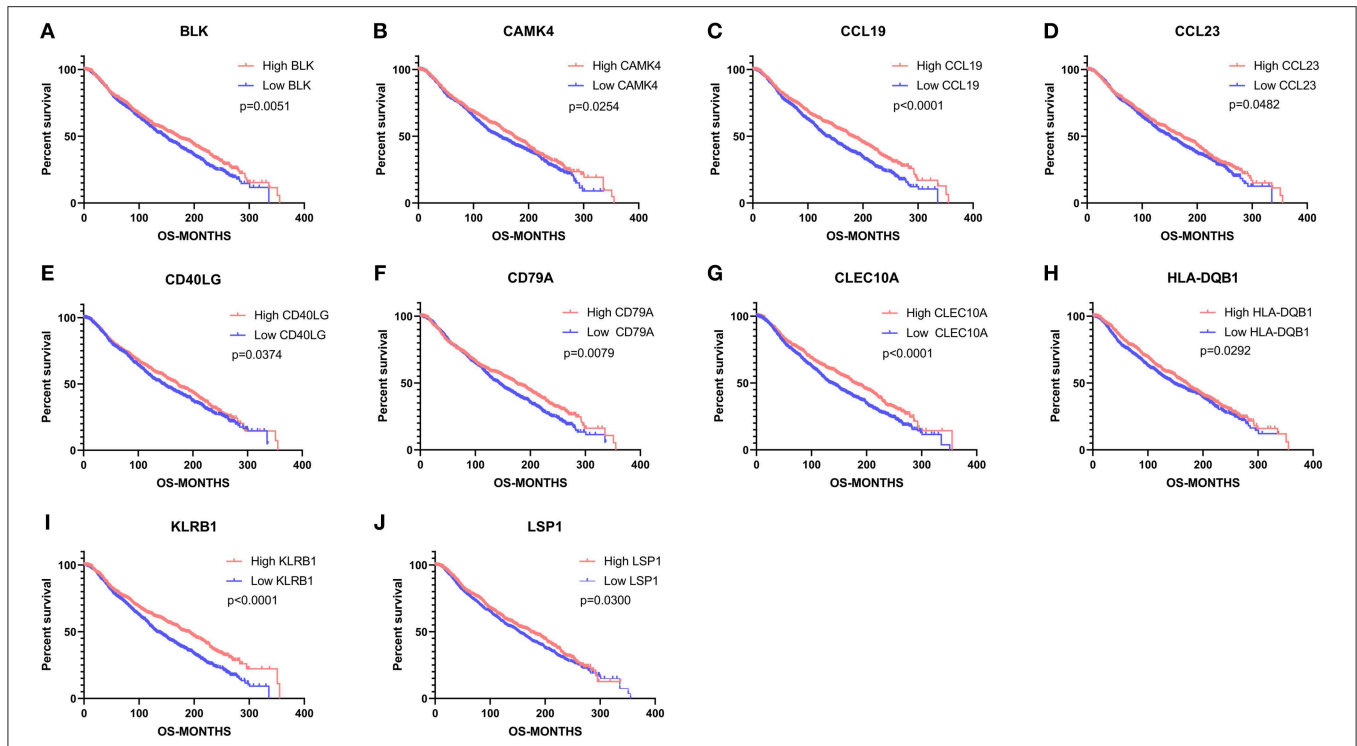 A
BLK
High BLK
Low BLK
p=0.0051
Percent survival
100
50
0
0 100 200 300 400
OS-MONTHS
B
CAMK4
High CAMK4
Low CAMK4
p=0.0254
Percent survival
100
50
0
0 100 200 300 400
OS-MONTHS
C
CCL19
High CCL19
Low CCL19
p<0.0001
Percent survival
100
50
0
0 100 200 300 400
OS-MONTHS
D
CCL23
High CCL23
Low CCL23
p=0.0482
Percent survival
100
50
0
0 100 200 300 400
OS-MONTHS
E
CD40LG
High CD40LG
Low CD40LG
p=0.0374
Percent survival
100
50
0
0 100 200 300 400
OS-MONTHS
F
CD79A
High CD79A
Low CD79A
p=0.0079
Percent survival
100
50
0
0 100 200 300 400
OS-MONTHS
G
CLEC10A
High CLEC10A
Low CLEC10A
p<0.0001
Percent survival
100
50
0
0 100 200 300 400
OS-MONTHS
H
HLA-DQB1
High HLA-DQB1
Low HLA-DQB1
p=0.0292
Percent survival
100
50
0
0 100 200 300 400
OS-MONTHS
I
KLRB1
High KLRB1
Low KLRB1
p<0.0001
Percent survival
100
50
0
0 100 200 300 400
OS-MONTHS
J
LSP1
High LSP1
Low LSP1
p=0.0300
Percent survival
100
50
0
0 100 200 300 400
OS-MONTHS